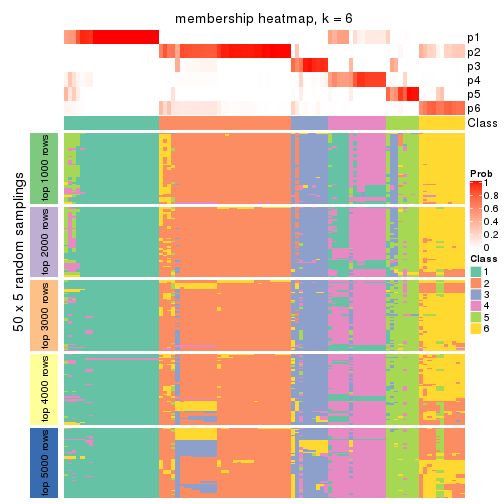 membership heatmap, k = 6
p1
p2
p3
p4
p5
p6
Class
50 x 5 random samplings
top 1000 rows
top 2000 rows
top 3000 rows
top 4000 rows
top 5000 rows
Prob
1
0.8
0.6
0.4
0.2
0
Class
1
2
3
4
5
6